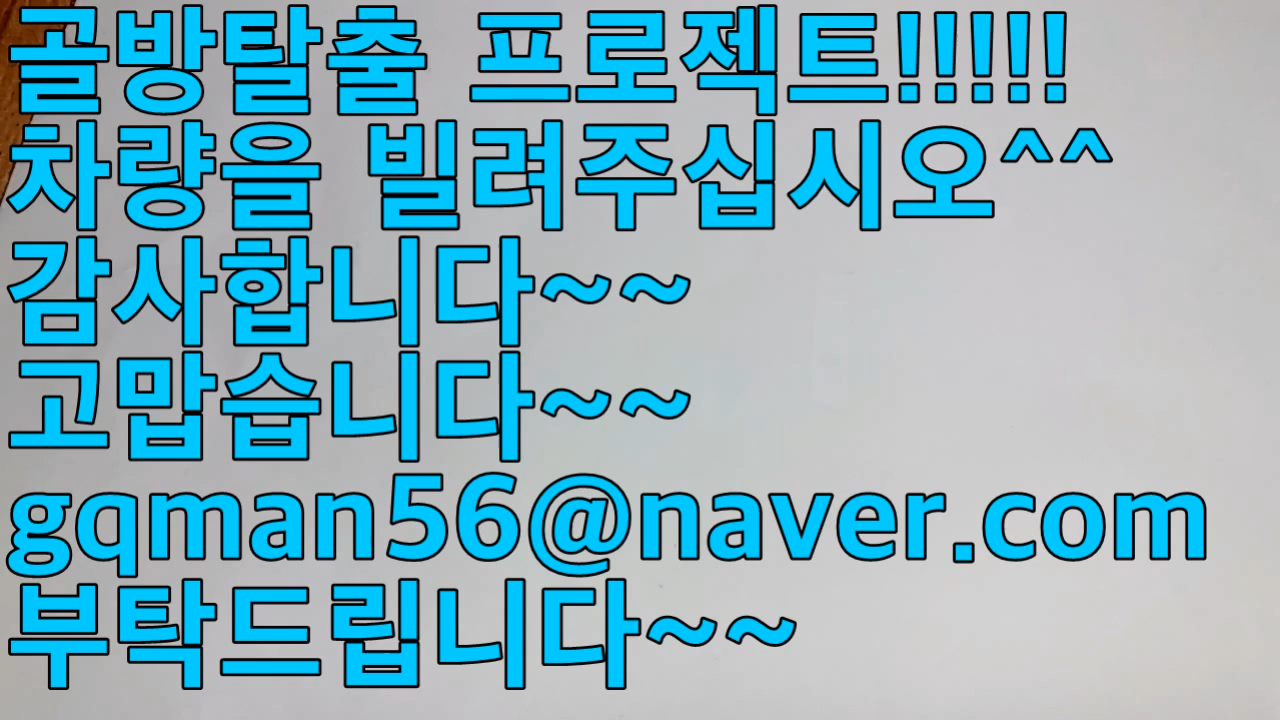 골방탈출 프로젝트!!!!!
차량을 빌려주십시오^^
감사합니다~~
고맙습니다~~
gqman56@naver.com
부탁드립니다~~